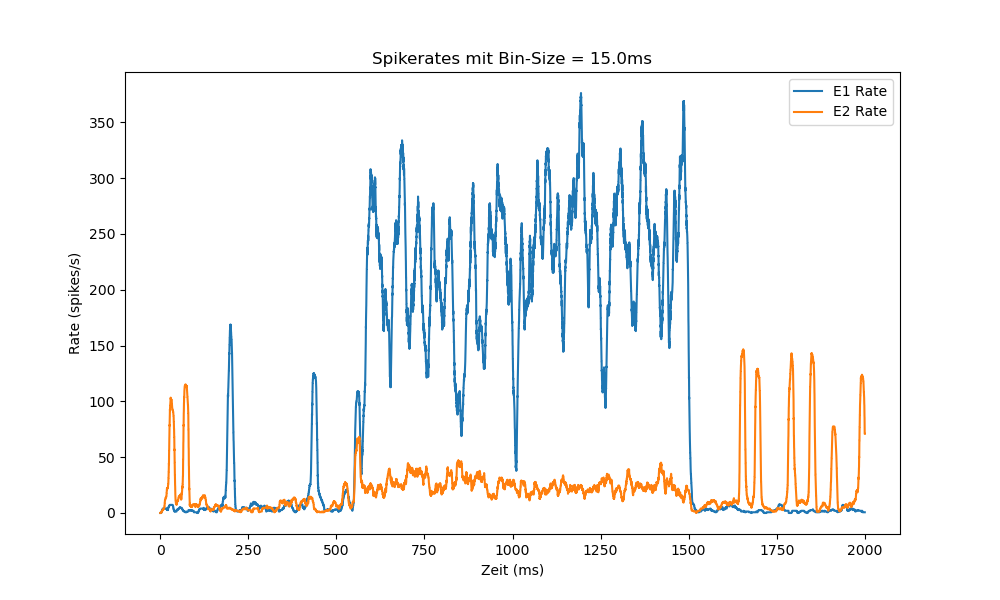 Spikerates mit Bin-Size = 15.0ms
E1 Rate
E2 Rate
Rate (spikes/s)
350
300
250
200
150
100
50
0
0 250 500 750 1000 1250 1500 1750 2000
Zeit (ms)